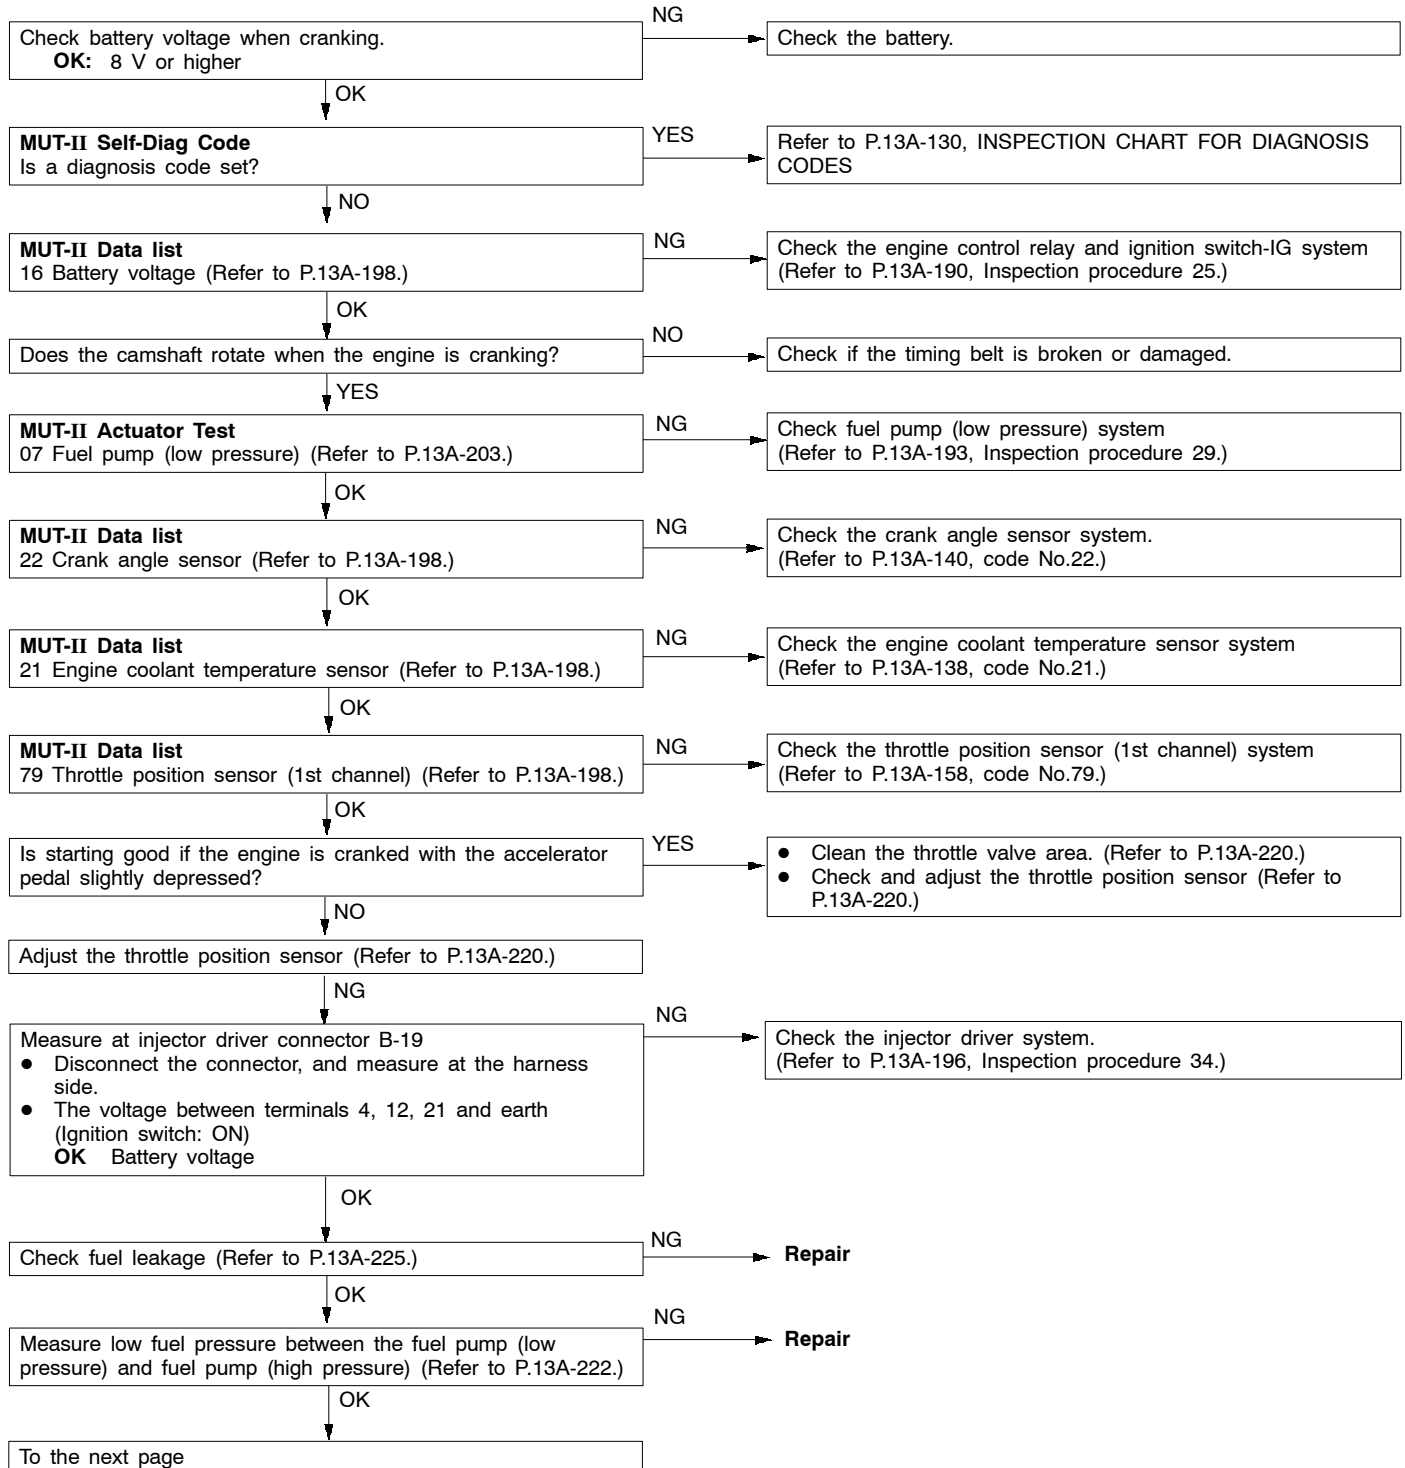 NG
Check battery voltage when cranking.
OK: 8 V or higher
Check the battery.
OK
MUT-II Self-Diag Code
Is a diagnosis code set?
YES
Refer to P.13A-130, INSPECTION CHART FOR DIAGNOSIS
CODES
NO
MUT-II Data list
16 Battery voltage (Refer to P.13A-198.)
NG
Check the engine control relay and ignition switch-IG system
(Refer to P.13A-190, Inspection procedure 25.)
OK
Does the camshaft rotate when the engine is cranking?
NO
Check if the timing belt is broken or damaged.
YES
MUT-II Actuator Test
07 Fuel pump (low pressure) (Refer to P.13A-203.)
NG
Check fuel pump (low pressure) system
(Refer to P.13A-193, Inspection procedure 29.)
OK
MUT-II Data list
22 Crank angle sensor (Refer to P.13A-198.)
NG
Check the crank angle sensor system.
(Refer to P.13A-140, code No.22.)
OK
MUT-II Data list
21 Engine coolant temperature sensor (Refer to P.13A-198.)
NG
Check the engine coolant temperature sensor system
(Refer to P.13A-138, code No.21.)
OK
MUT-II Data list
79 Throttle position sensor (1st channel) (Refer to P.13A-198.)
NG
Check the throttle position sensor (1st channel) system
(Refer to P.13A-158, code No.79.)
OK
Is starting good if the engine is cranked with the accelerator
pedal slightly depressed?
YES
● Clean the throttle valve area. (Refer to P.13A-220.)
● Check and adjust the throttle position sensor (Refer to
P.13A-220.)
NO
Adjust the throttle position sensor (Refer to P.13A-220.)
NG
Measure at injector driver connector B-19
● Disconnect the connector, and measure at the harness
side.
● The voltage between terminals 4, 12, 21 and earth
(Ignition switch: ON)
OK Battery voltage
NG
Check the injector driver system.
(Refer to P.13A-196, Inspection procedure 34.)
OK
Check fuel leakage (Refer to P.13A-225.)
NG
Repair
OK
Measure low fuel pressure between the fuel pump (low
pressure) and fuel pump (high pressure) (Refer to P.13A-222.)
NG
Repair
OK
To the next page